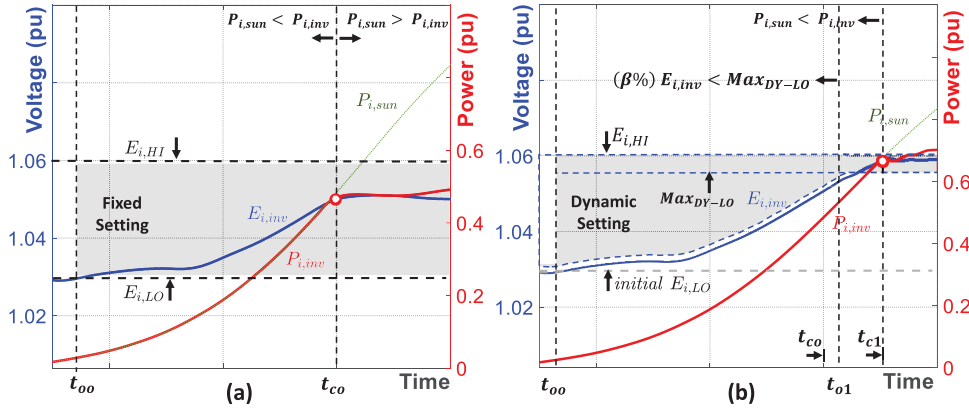 P_{i,sun} < P_{i,inv} P_{i,sun} > P_{i,inv}
Voltage (pu)
1.06
1.04
1.02
E_{i,HI}
P_{i,sun}
Fixed
Setting
E_{i,inv}
P_{i,inv}
E_{i,LO}
Power (pu)
0.6
0.4
0.2
0
t_{oo}
(a)
t_{co}
Time
P_{i,sun} < P_{i,inv}
(β%) E_{i,inv} < Max_{DY-LO}
Voltage (pu)
1.06
1.04
1.02
E_{i,HI}
P_{i,sun}
Dynamic
Setting
Max_{DY-LO}
E_{i,inv}
P_{i,inv}
initial E_{i,LO}
t_{co}
t_{c1}
Power (pu)
0.6
0.4
0.2
0
t_{oo}
(b)
t_{o1}
Time